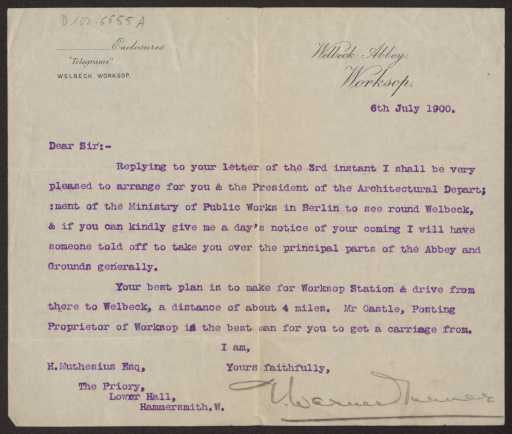 D 102-6555 A
Enclosures
"Telegrams"
WELBECK WORKSOP.
Welbeck Abbey,
Worksop.
6th July 1900.
Dear Sir:-
Replying to your letter of the 3rd instant I shall be very
pleased to arrange for you & the President of the Architectural Depart;
:ment of the Ministry of Public Works in Berlin to see round Welbeck,
& if you can kindly give me a day's notice of your coming I will have
someone told off to take you over the principal parts of the Abbey and
Grounds generally.
Your best plan is to make for Worksop Station & drive from
there to Welbeck, a distance of about 4 miles. Mr Castle, Posting
Proprietor of Worksop is the best man for you to get a carriage from.
I am,
H.Muthesius Esq, Yours faithfully,
The Priory,
Lower Hall,
Hammersmith.W.
Warner Turner